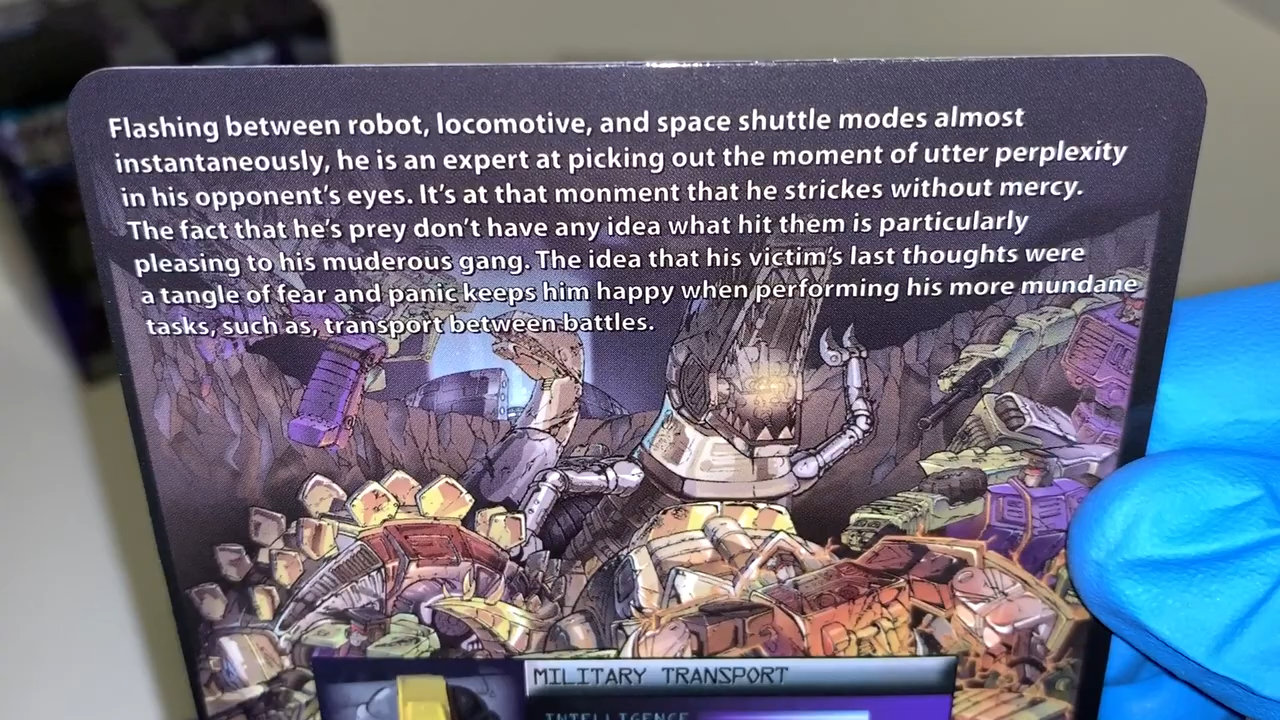 Flashing between robot, locomotive, and space shuttle modes almost
instantaneously, he is an expert at picking out the moment of utter perplexity
in his opponent's eyes. It's at that monment that he strickes without mercy.
The fact that he's prey don't have any idea what hit them is particularly
pleasing to his muderous gang. The idea that his victim's last thoughts were
a tangle of fear and panic keeps him happy when performing his more mundane
tasks, such as, transport between battles.
MILITARY TRANSPORT
INTELLIGENCE